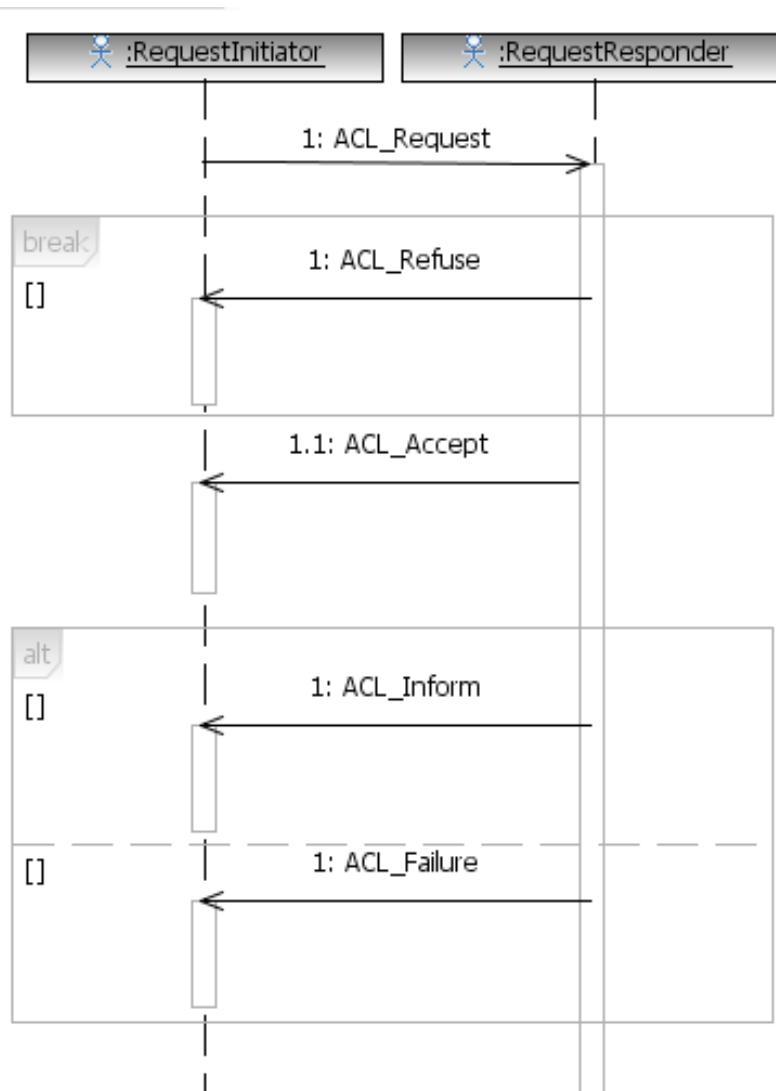 :RequestInitiator :RequestResponder
1: ACL_Request
break
1: ACL_Refuse
[]
1.1: ACL_Accept
alt
1: ACL_Inform
[]
1: ACL_Failure
[]